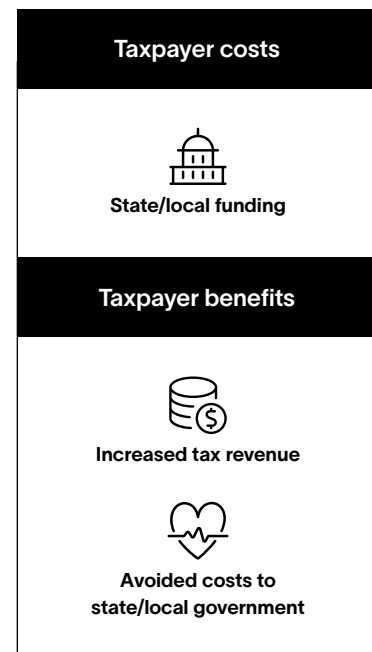 Taxpayer costs
State/local funding
Taxpayer benefits
$
Increased tax revenue
Avoided costs to
state/local government